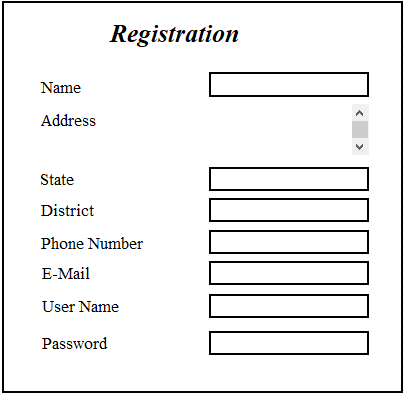 Registration
Name
Address
State
District
Phone Number
E-Mail
User Name
Password